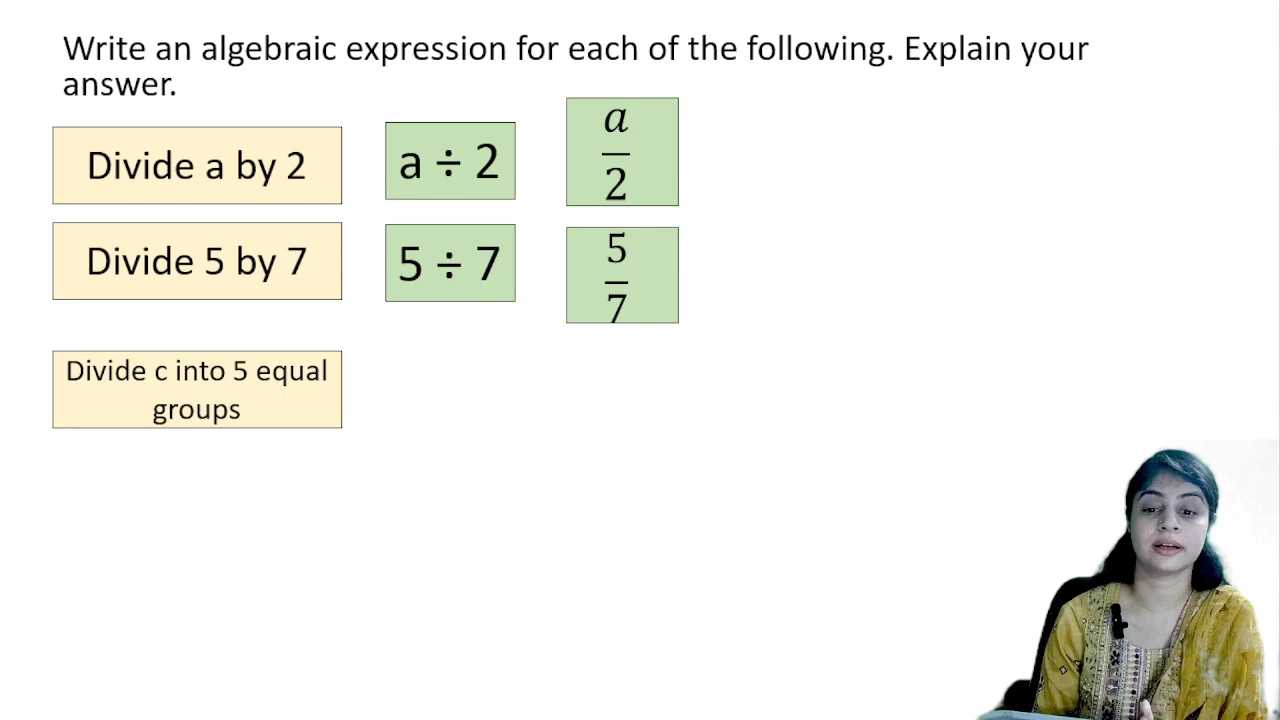 Write an algebraic expression for each of the following. Explain your
answer.
Divide a by 2
a ÷ 2
a
2
Divide 5 by 7
5 ÷ 7
5
7
Divide c into 5 equal
groups